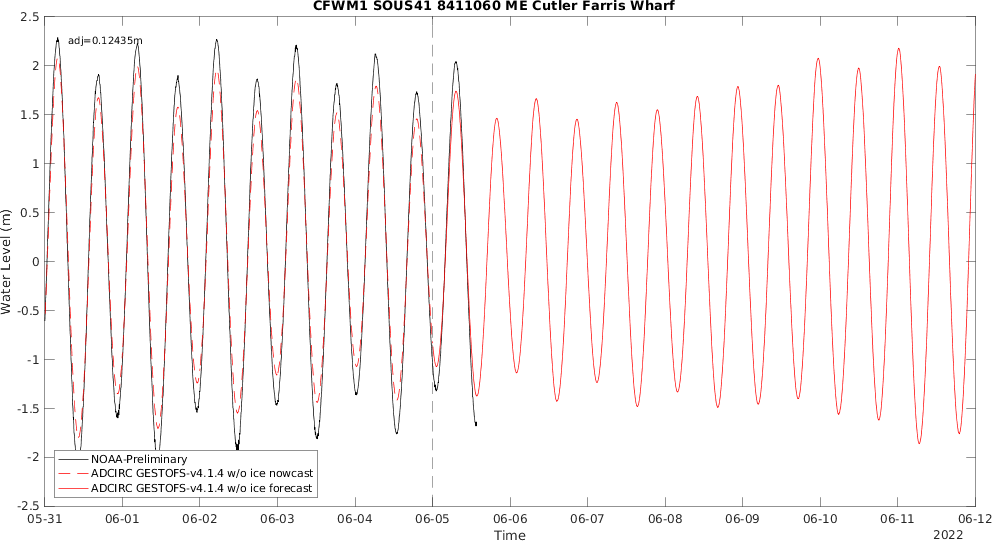 CFWM1 SOUS41 8411060 ME Cutler Farris Wharf
adj=0.12435m
Water Level (m)
2.5
2
1.5
1
0.5
0
-0.5
-1
-1.5
-2
-2.5
NOAA-Preliminary
ADCIRC GESTOFS-v4.1.4 w/o ice nowcast
ADCIRC GESTOFS-v4.1.4 w/o ice forecast
05-31 06-01 06-02 06-03 06-04 06-05 06-06 06-07 06-08 06-09 06-10 06-11 06-12
Time
2022